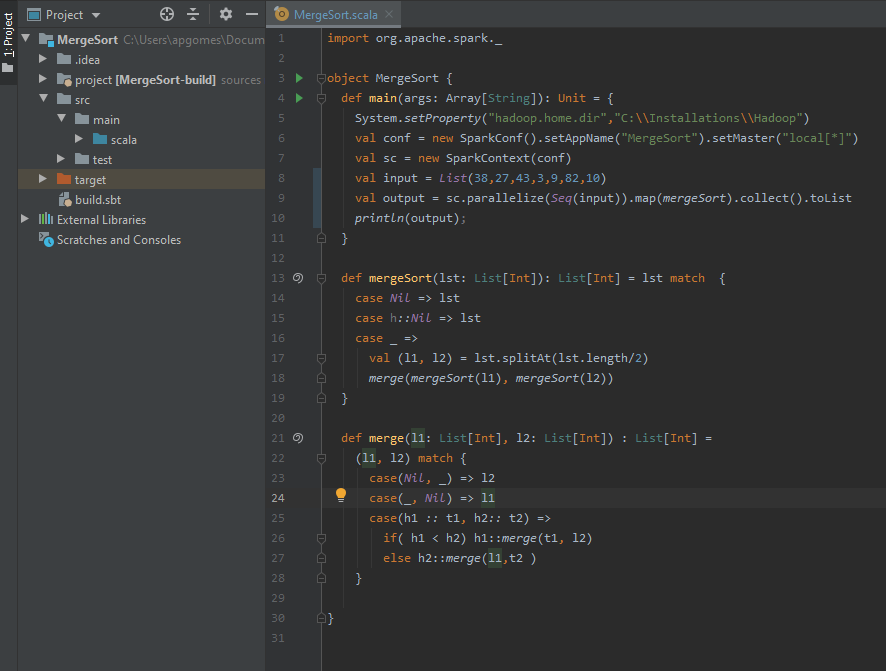 1: Project
Project
MergeSort C:\Users\apgomes\Docum
.idea
project [MergeSort-build] sources
src
main
scala
test
target
build.sbt
External Libraries
Scratches and Consoles
MergeSort.scala
1 import org.apache.spark._
2
3 object MergeSort {
4 def main(args: Array[String]): Unit = {
5 System.setProperty("hadoop.home.dir","C:\\Installations\\Hadoop")
6 val conf = new SparkConf().setAppName("MergeSort").setMaster("local[*]")
7 val sc = new SparkContext(conf)
8 val input = List(38,27,43,3,9,82,10)
9 val output = sc.parallelize(Seq(input)).map(mergeSort).collect().toList
10 println(output);
11 }
12
13 def mergeSort(lst: List[Int]): List[Int] = lst match  {
14 case Nil => lst
15 case h::Nil => lst
16 case _ =>
17 val (l1, l2) = lst.splitAt(lst.length/2)
18 merge(mergeSort(l1), mergeSort(l2))
19 }
20
21 def merge(l1: List[Int], l2: List[Int]) : List[Int] =
22 (l1, l2) match {
23 case(Nil, _) => l2
24 case(_, Nil) => l1
25 case(h1 :: t1, h2:: t2) =>
26 if( h1 < h2) h1::merge(t1, l2)
27 else h2::merge(l1,t2 )
28 }
29
30 }
31